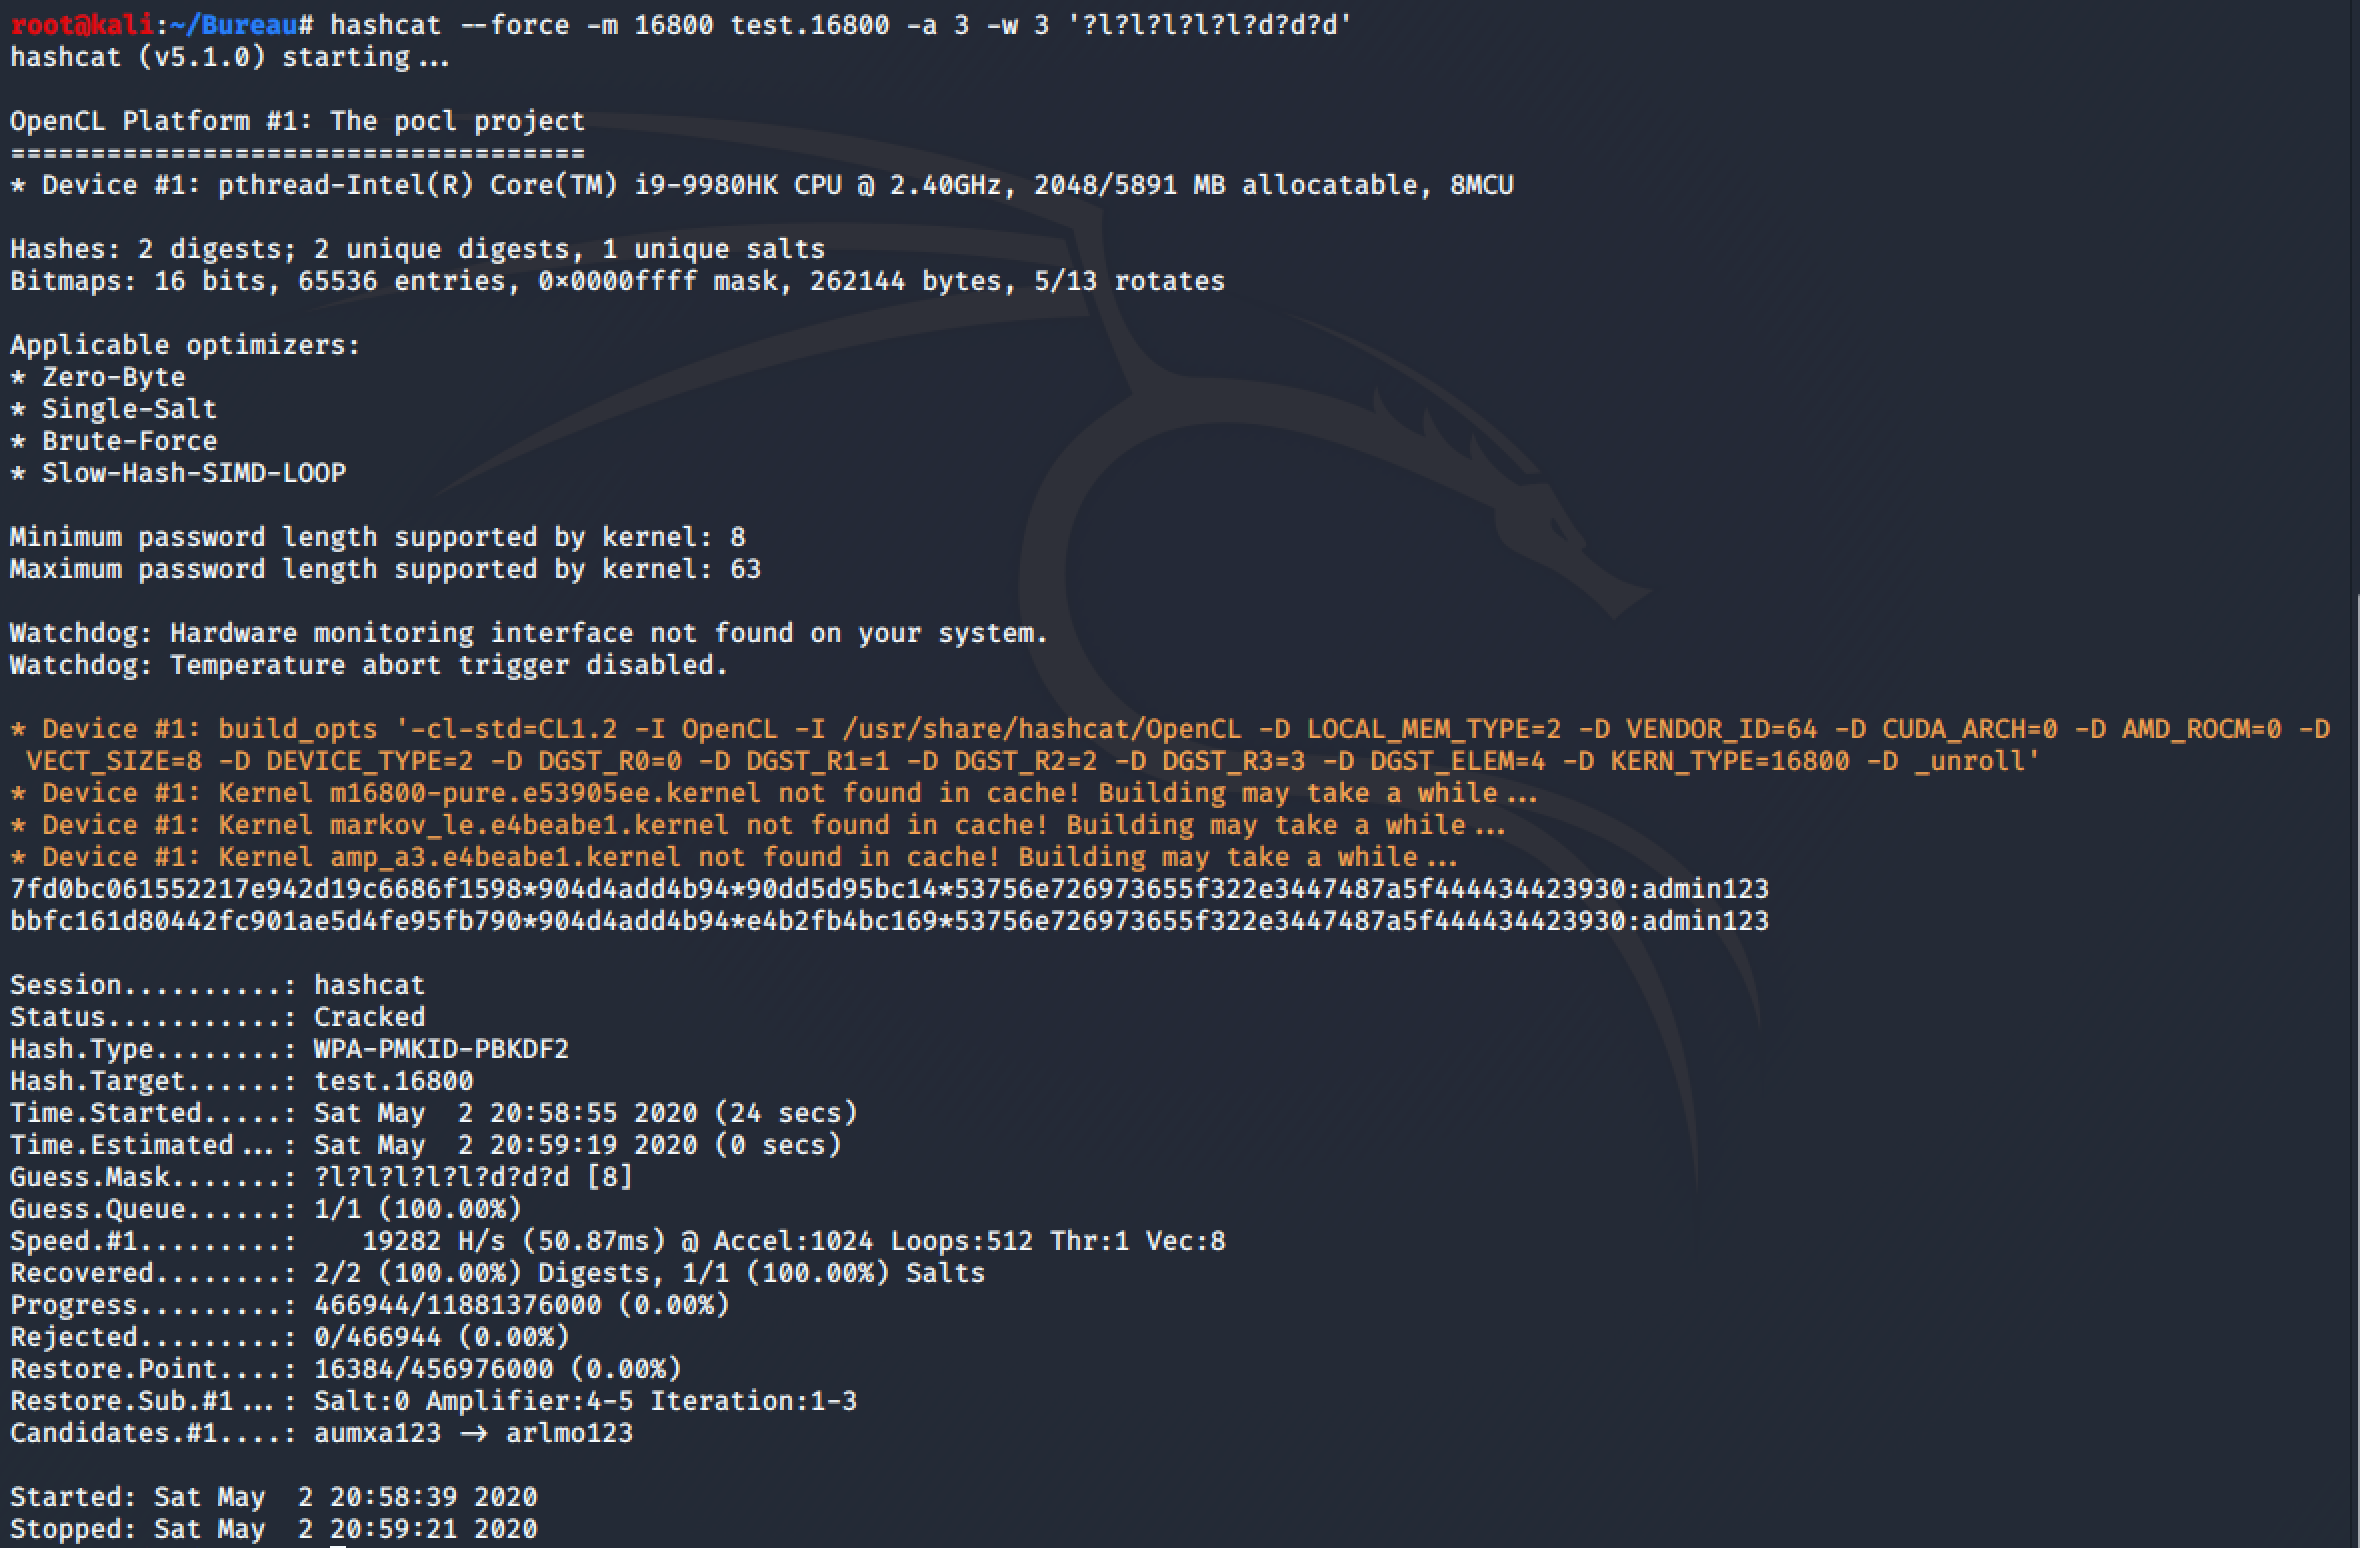 root@kali:~/Bureau# hashcat --force -m 16800 test.16800 -a 3 -w 3 '?l?l?l?l?l?d?d?d'
hashcat (v5.1.0) starting...

OpenCL Platform #1: The pocl project
====================================
* Device #1: pthread-Intel(R) Core(TM) i9-9980HK CPU @ 2.40GHz, 2048/5891 MB allocatable, 8MCU

Hashes: 2 digests; 2 unique digests, 1 unique salts
Bitmaps: 16 bits, 65536 entries, 0x0000ffff mask, 262144 bytes, 5/13 rotates

Applicable optimizers:
* Zero-Byte
* Single-Salt
* Brute-Force
* Slow-Hash-SIMD-LOOP

Minimum password length supported by kernel: 8
Maximum password length supported by kernel: 63

Watchdog: Hardware monitoring interface not found on your system.
Watchdog: Temperature abort trigger disabled.

* Device #1: build_opts '-cl-std=CL1.2 -I OpenCL -I /usr/share/hashcat/OpenCL -D LOCAL_MEM_TYPE=2 -D VENDOR_ID=64 -D CUDA_ARCH=0 -D AMD_ROCM=0 -D
VECT_SIZE=8 -D DEVICE_TYPE=2 -D DGST_R0=0 -D DGST_R1=1 -D DGST_R2=2 -D DGST_R3=3 -D DGST_ELEM=4 -D KERN_TYPE=16800 -D _unroll'
* Device #1: Kernel m16800-pure.e53905ee.kernel not found in cache! Building may take a while...
* Device #1: Kernel markov_le.e4beabe1.kernel not found in cache! Building may take a while...
* Device #1: Kernel amp_a3.e4beabe1.kernel not found in cache! Building may take a while...
7fd0bc061552217e942d19c6686f1598*904d4add4b94*90dd5d95bc14*53756e726973655f322e3447487a5f444434423930:admin123
bbfc161d80442fc901ae5d4fe95fb790*904d4add4b94*e4b2fb4bc169*53756e726973655f322e3447487a5f444434423930:admin123

Session..........: hashcat
Status...........: Cracked
Hash.Type........: WPA-PMKID-PBKDF2
Hash.Target......: test.16800
Time.Started.....: Sat May  2 20:58:55 2020 (24 secs)
Time.Estimated...: Sat May  2 20:59:19 2020 (0 secs)
Guess.Mask.......: ?l?l?l?l?l?d?d?d [8]
Guess.Queue......: 1/1 (100.00%)
Speed.#1.........:    19282 H/s (50.87ms) @ Accel:1024 Loops:512 Thr:1 Vec:8
Recovered........: 2/2 (100.00%) Digests, 1/1 (100.00%) Salts
Progress.........: 466944/11881376000 (0.00%)
Rejected.........: 0/466944 (0.00%)
Restore.Point....: 16384/456976000 (0.00%)
Restore.Sub.#1...: Salt:0 Amplifier:4-5 Iteration:1-3
Candidates.#1....: aumxa123 -> arlmo123

Started: Sat May  2 20:58:39 2020
Stopped: Sat May  2 20:59:21 2020